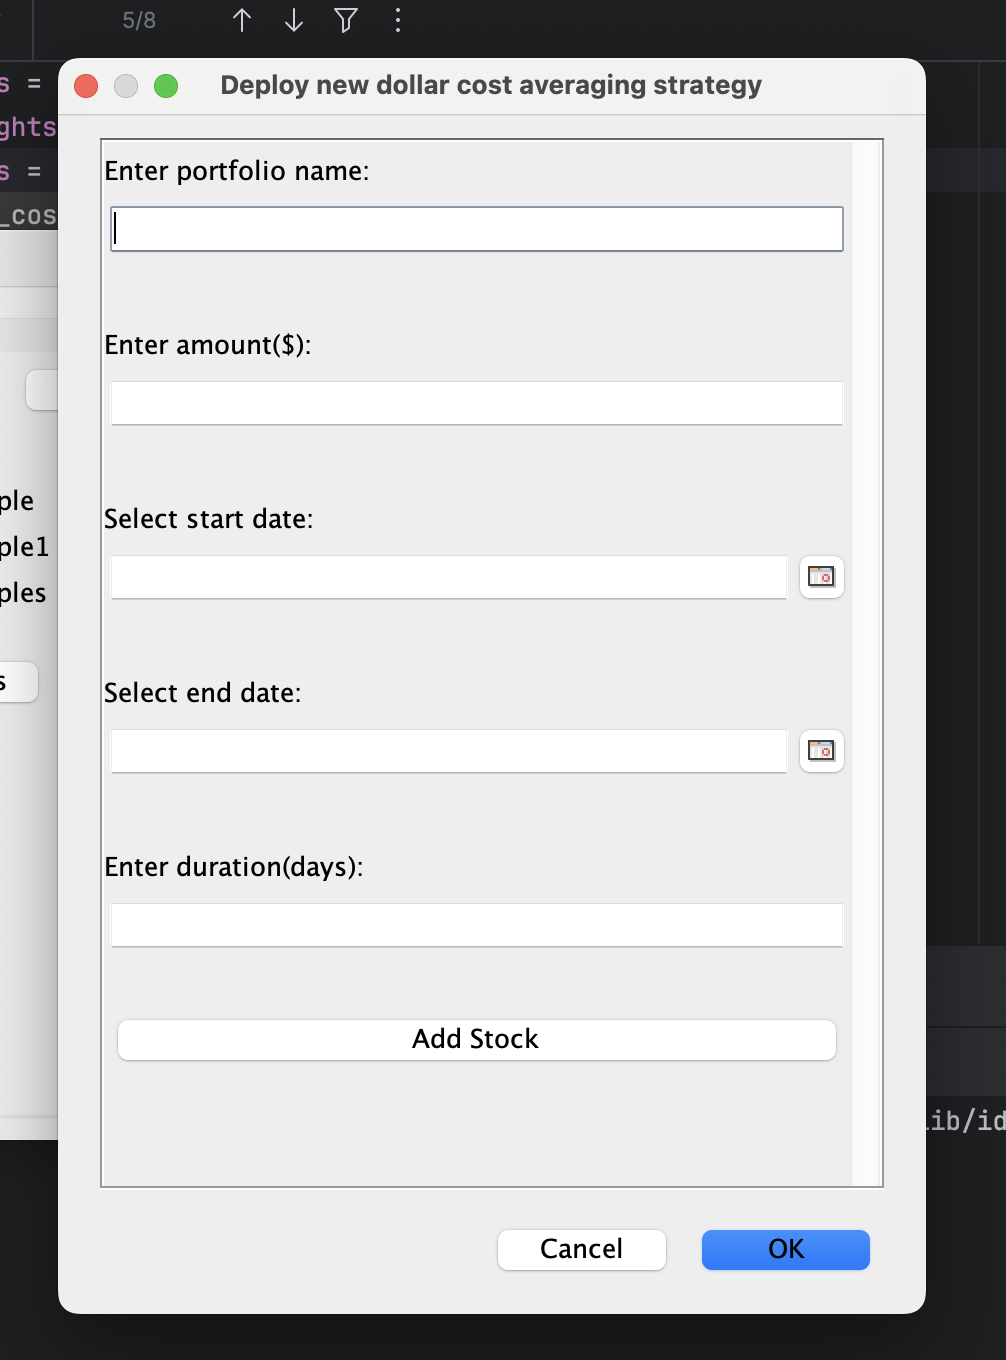 5/8
Deploy new dollar cost averaging strategy
s =
ghts
s =
_cos
Enter portfolio name:
Enter amount($):
ple
Select start date:
ple1
ples
s
Select end date:
Enter duration(days):
Add Stock
lib/id
Cancel
OK